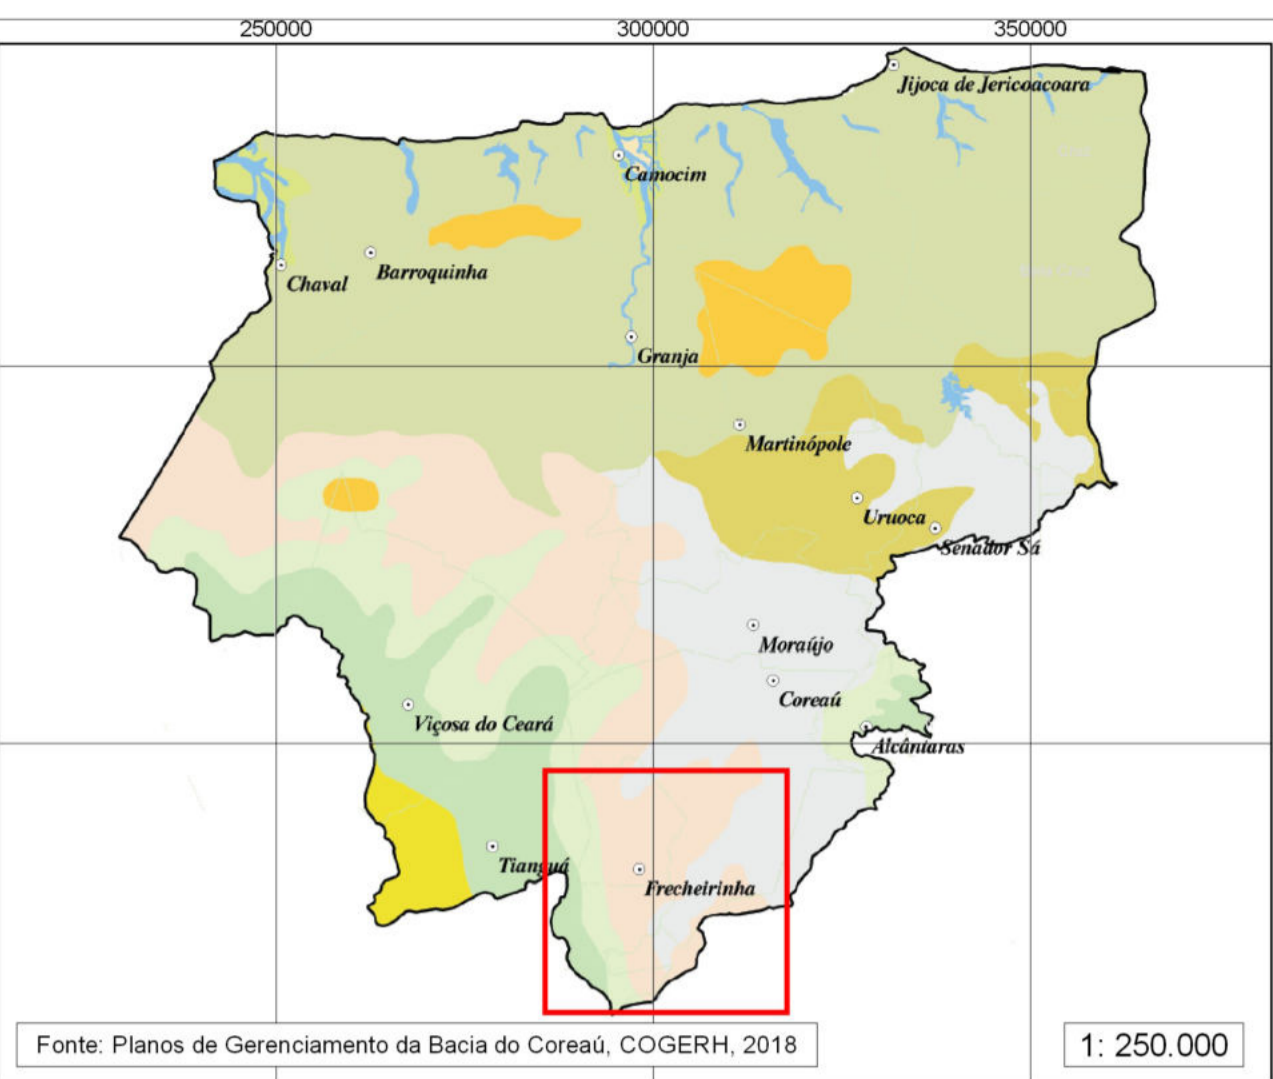 250000 300000 350000
Jijoca de Jericoacoara
Camocim
Barroquinha
Chaval
Granja
Martinópole
Uruoca
Senador Sá
Moraújo
Coreaú
Viçosa do Ceará
Alcântaras
Tianguá
Frecheirinha
Fonte: Planos de Gerenciamento da Bacia do Coreaú, COGERH, 2018
1: 250.000